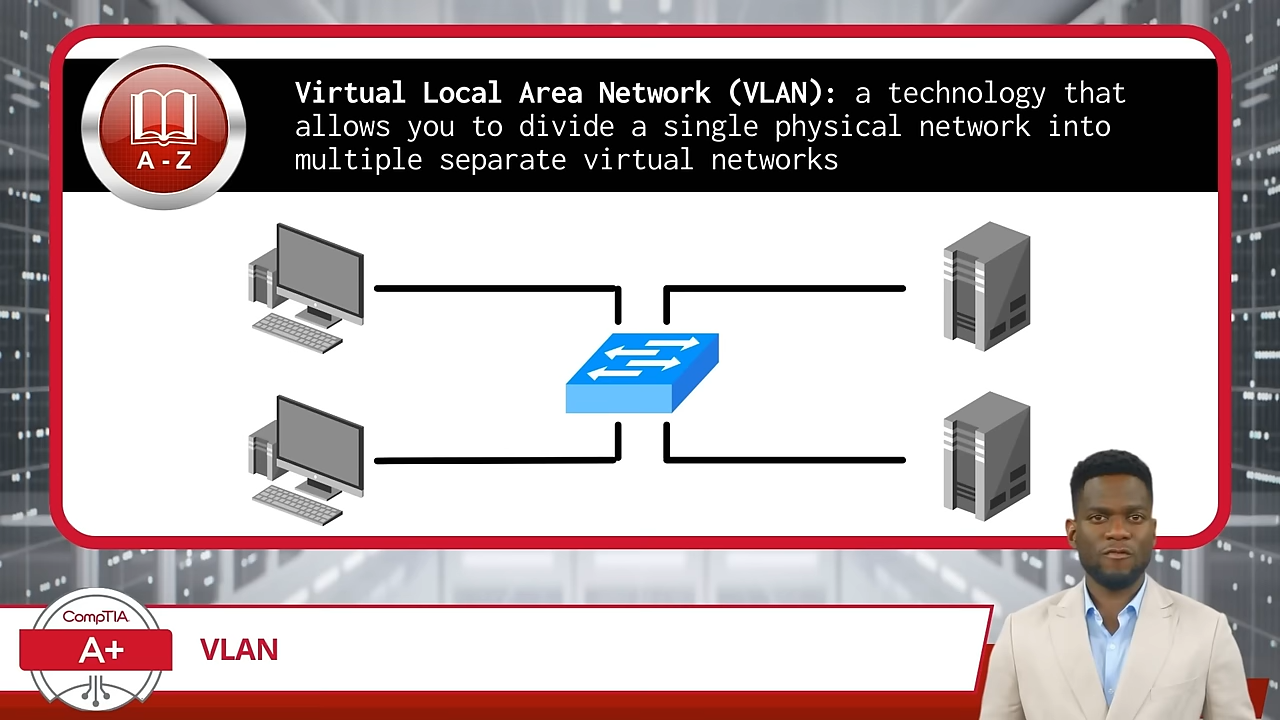 Virtual Local Area Network (VLAN): a technology that
allows you to divide a single physical network into
multiple separate virtual networks
A - Z
CompTIA
A+
VLAN